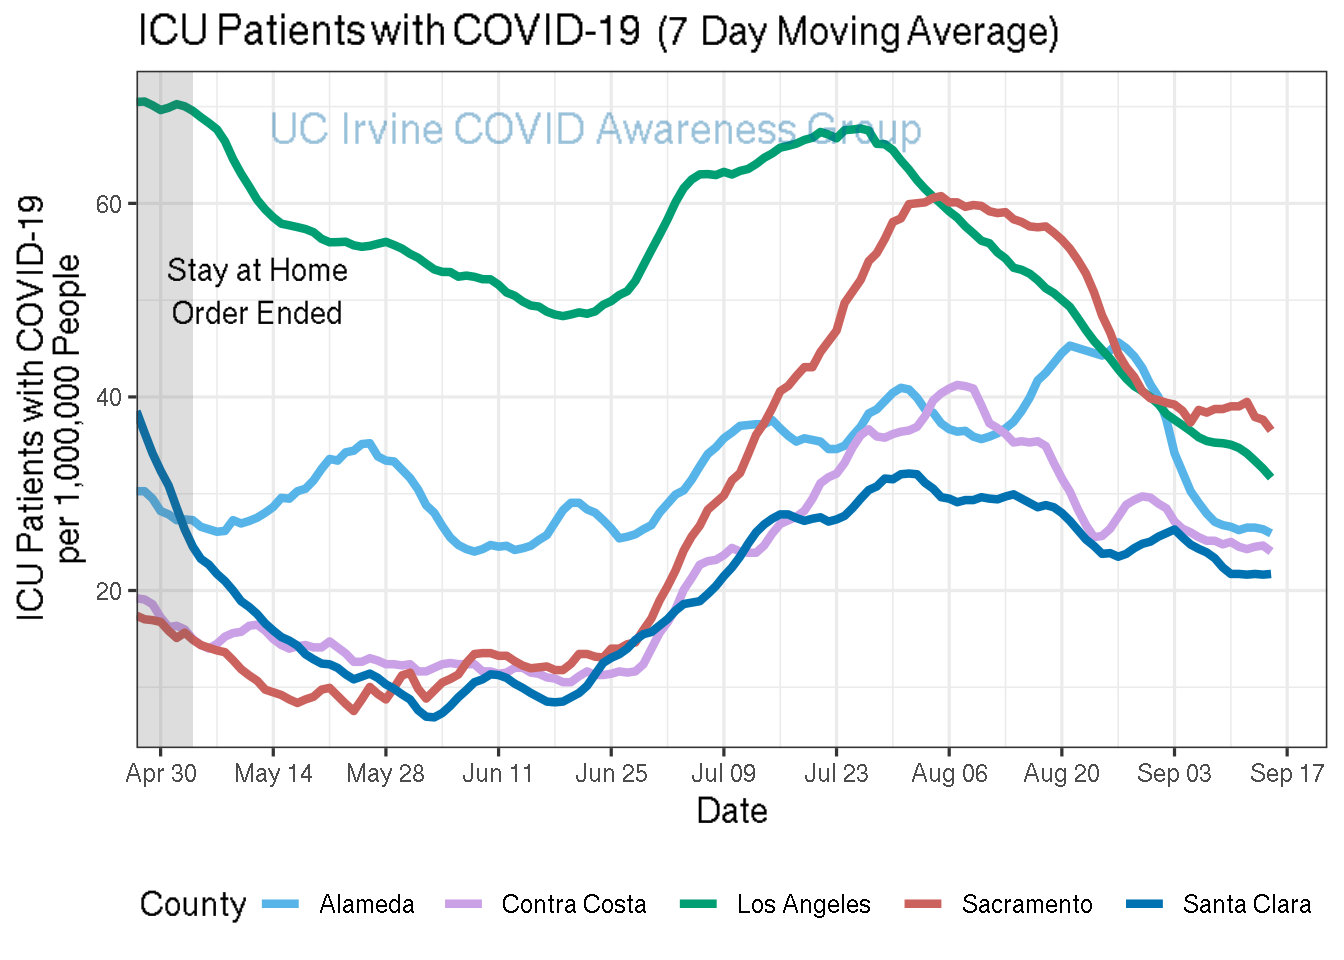 ICU Patients with COVID-19 (7 Day Moving Average)
UC Irvine COVID Awareness Group
ICU Patients with COVID-19
per 1,000,000 People
60
40
20
Stay at Home
Order Ended
Apr 30 May 14 May 28 Jun 11 Jun 25 Jul 09 Jul 23 Aug 06 Aug 20 Sep 03 Sep 17
Date
County Alameda Contra Costa Los Angeles Sacramento Santa Clara